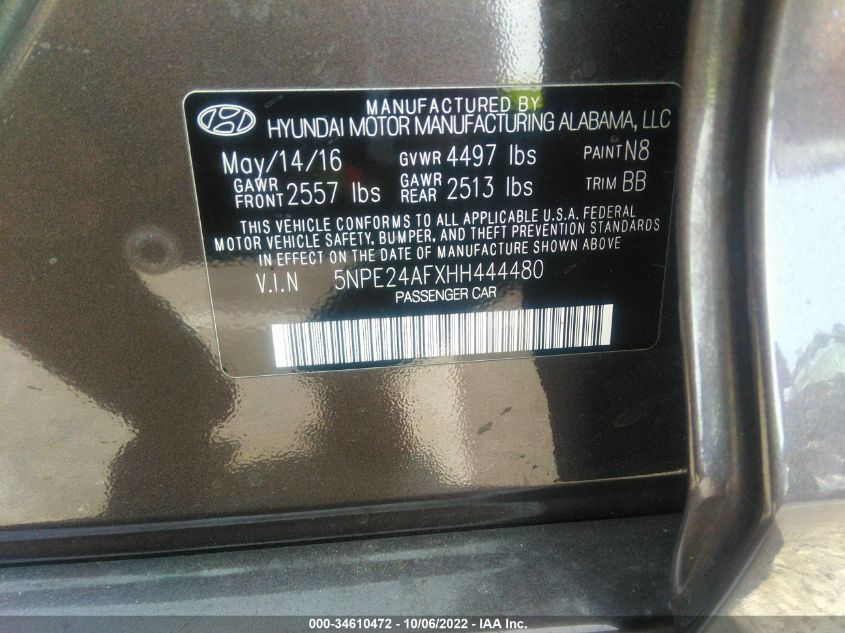 MANUFACTURED BY
HYUNDAI MOTOR MANUFACTURING ALABAMA, LLC
May/14/16 GVWR 4497 lbs PAINT N8
GAWR FRONT 2557 lbs GAWR REAR 2513 lbs TRIM BB
THIS VEHICLE CONFORMS TO ALL APPLICABLE U.S.A. FEDERAL
MOTOR VEHICLE SAFETY, BUMPER, AND THEFT PREVENTION STANDARDS
IN EFFECT ON THE DATE OF MANUFACTURE SHOWN ABOVE
V.I.N 5NPE24AFXHH444480
PASSENGER CAR
000-34610472 - 10/06/2022 - IAA Inc.